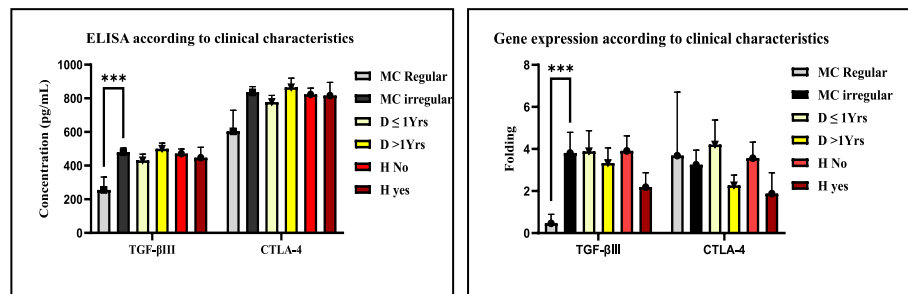 ELISA according to clinical characteristics
***
Concentration (pg/mL)
1000
800
600
400
200
0
TGF-βIII
CTLA-4
MC Regular
MC irregular
D ≤ 1Yrs
D >1Yrs
H No
H yes
Gene expression according to clinical characteristics
***
Folding
8
6
4
2
0
TGF-βIII
CTLA-4
MC Regular
MC irregular
D ≤ 1Yrs
D >1Yrs
H No
H yes